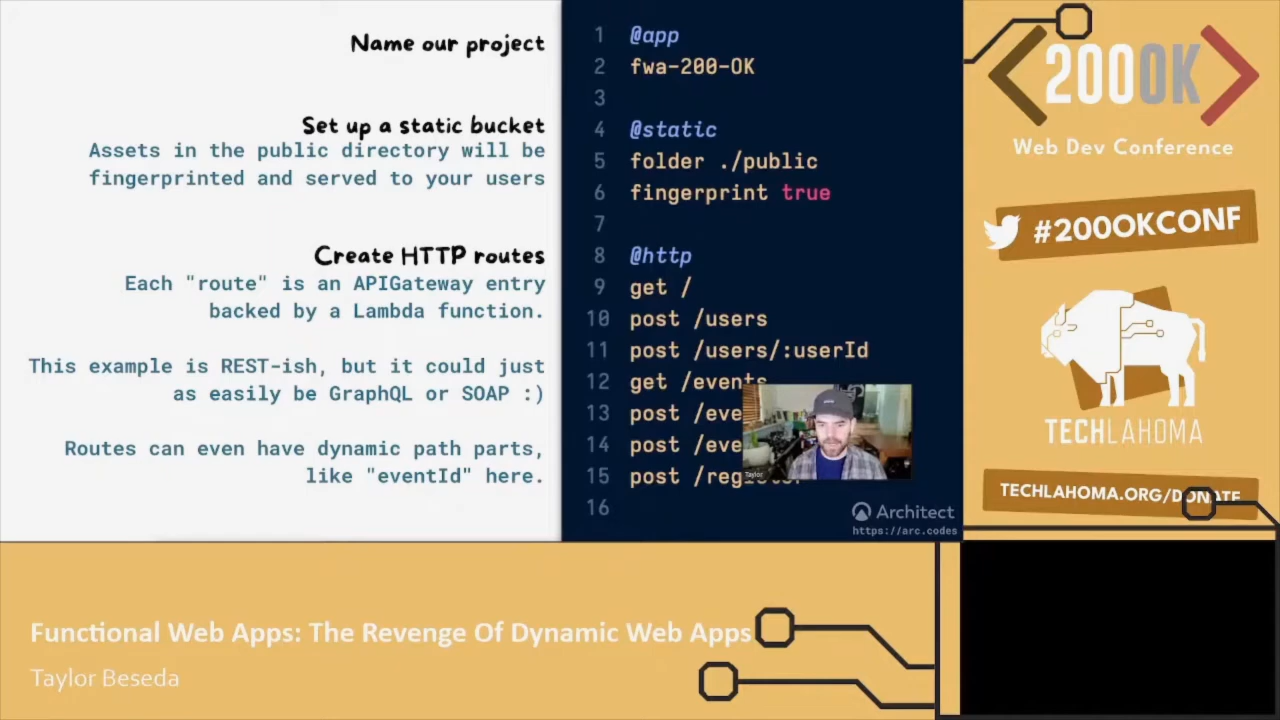 Name our project
Set up a static bucket
Assets in the public directory will be
fingerprinted and served to your users
Create HTTP routes
Each "route" is an APIGateway entry
backed by a Lambda function.
This example is REST-ish, but it could just
as easily be GraphQL or SOAP :)
Routes can even have dynamic path parts,
like "eventId" here.
1 @app
2 fwa-200-OK
3
4 @static
5 folder ./public
6 fingerprint true
7
8 @http
9 get /
10 post /users
11 post /users/:userId
12 get /events
13 post /eve
14 post /eve
15 post /register
16
Taylor
Architect
https://arc.codes
200OK
Web Dev Conference
#200OKCONF
TECHLAHOMA
TECHLAHOMA.ORG/DONATE
Functional Web Apps: The Revenge Of Dynamic Web Apps
Taylor Beseda